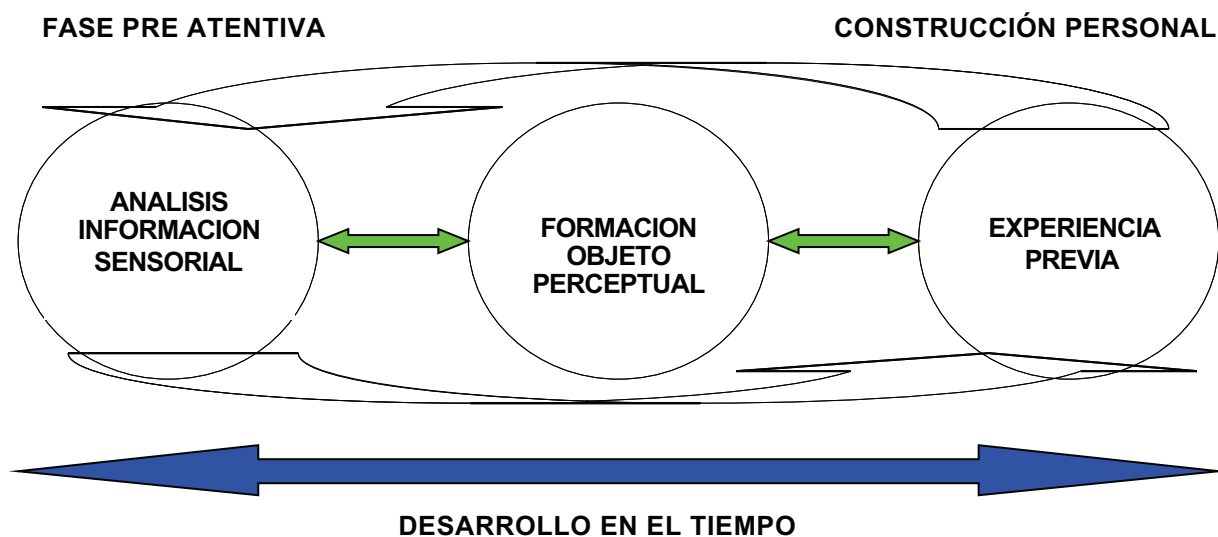 FASE PRE ATENTIVA
CONSTRUCCIÓN PERSONAL
ANALISIS
INFORMACION
SENSORIAL
FORMACION
OBJETO
PERCEPTUAL
EXPERIENCIA
PREVIA
DESARROLLO EN EL TIEMPO